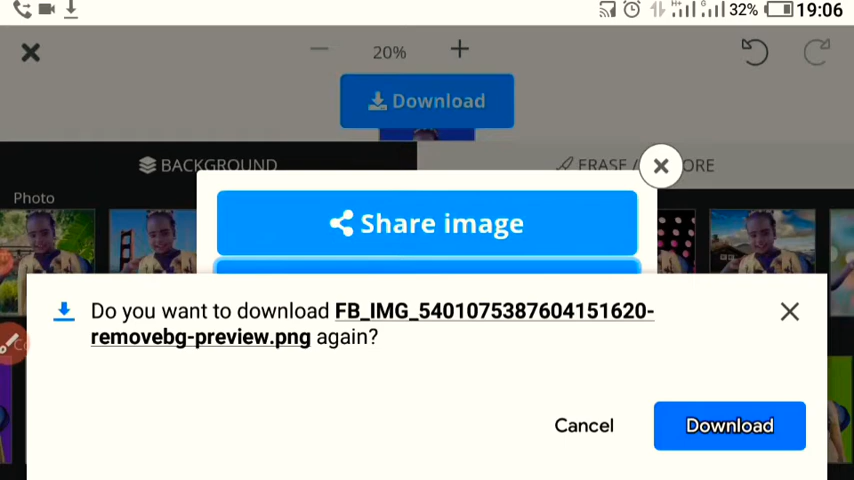 32% 19:06
20%
Download
BACKGROUND
ERASE / ORE
Photo
Share image
Do you want to download FB_IMG_5401075387604151620-
removebg-preview.png again?
Cancel
Download